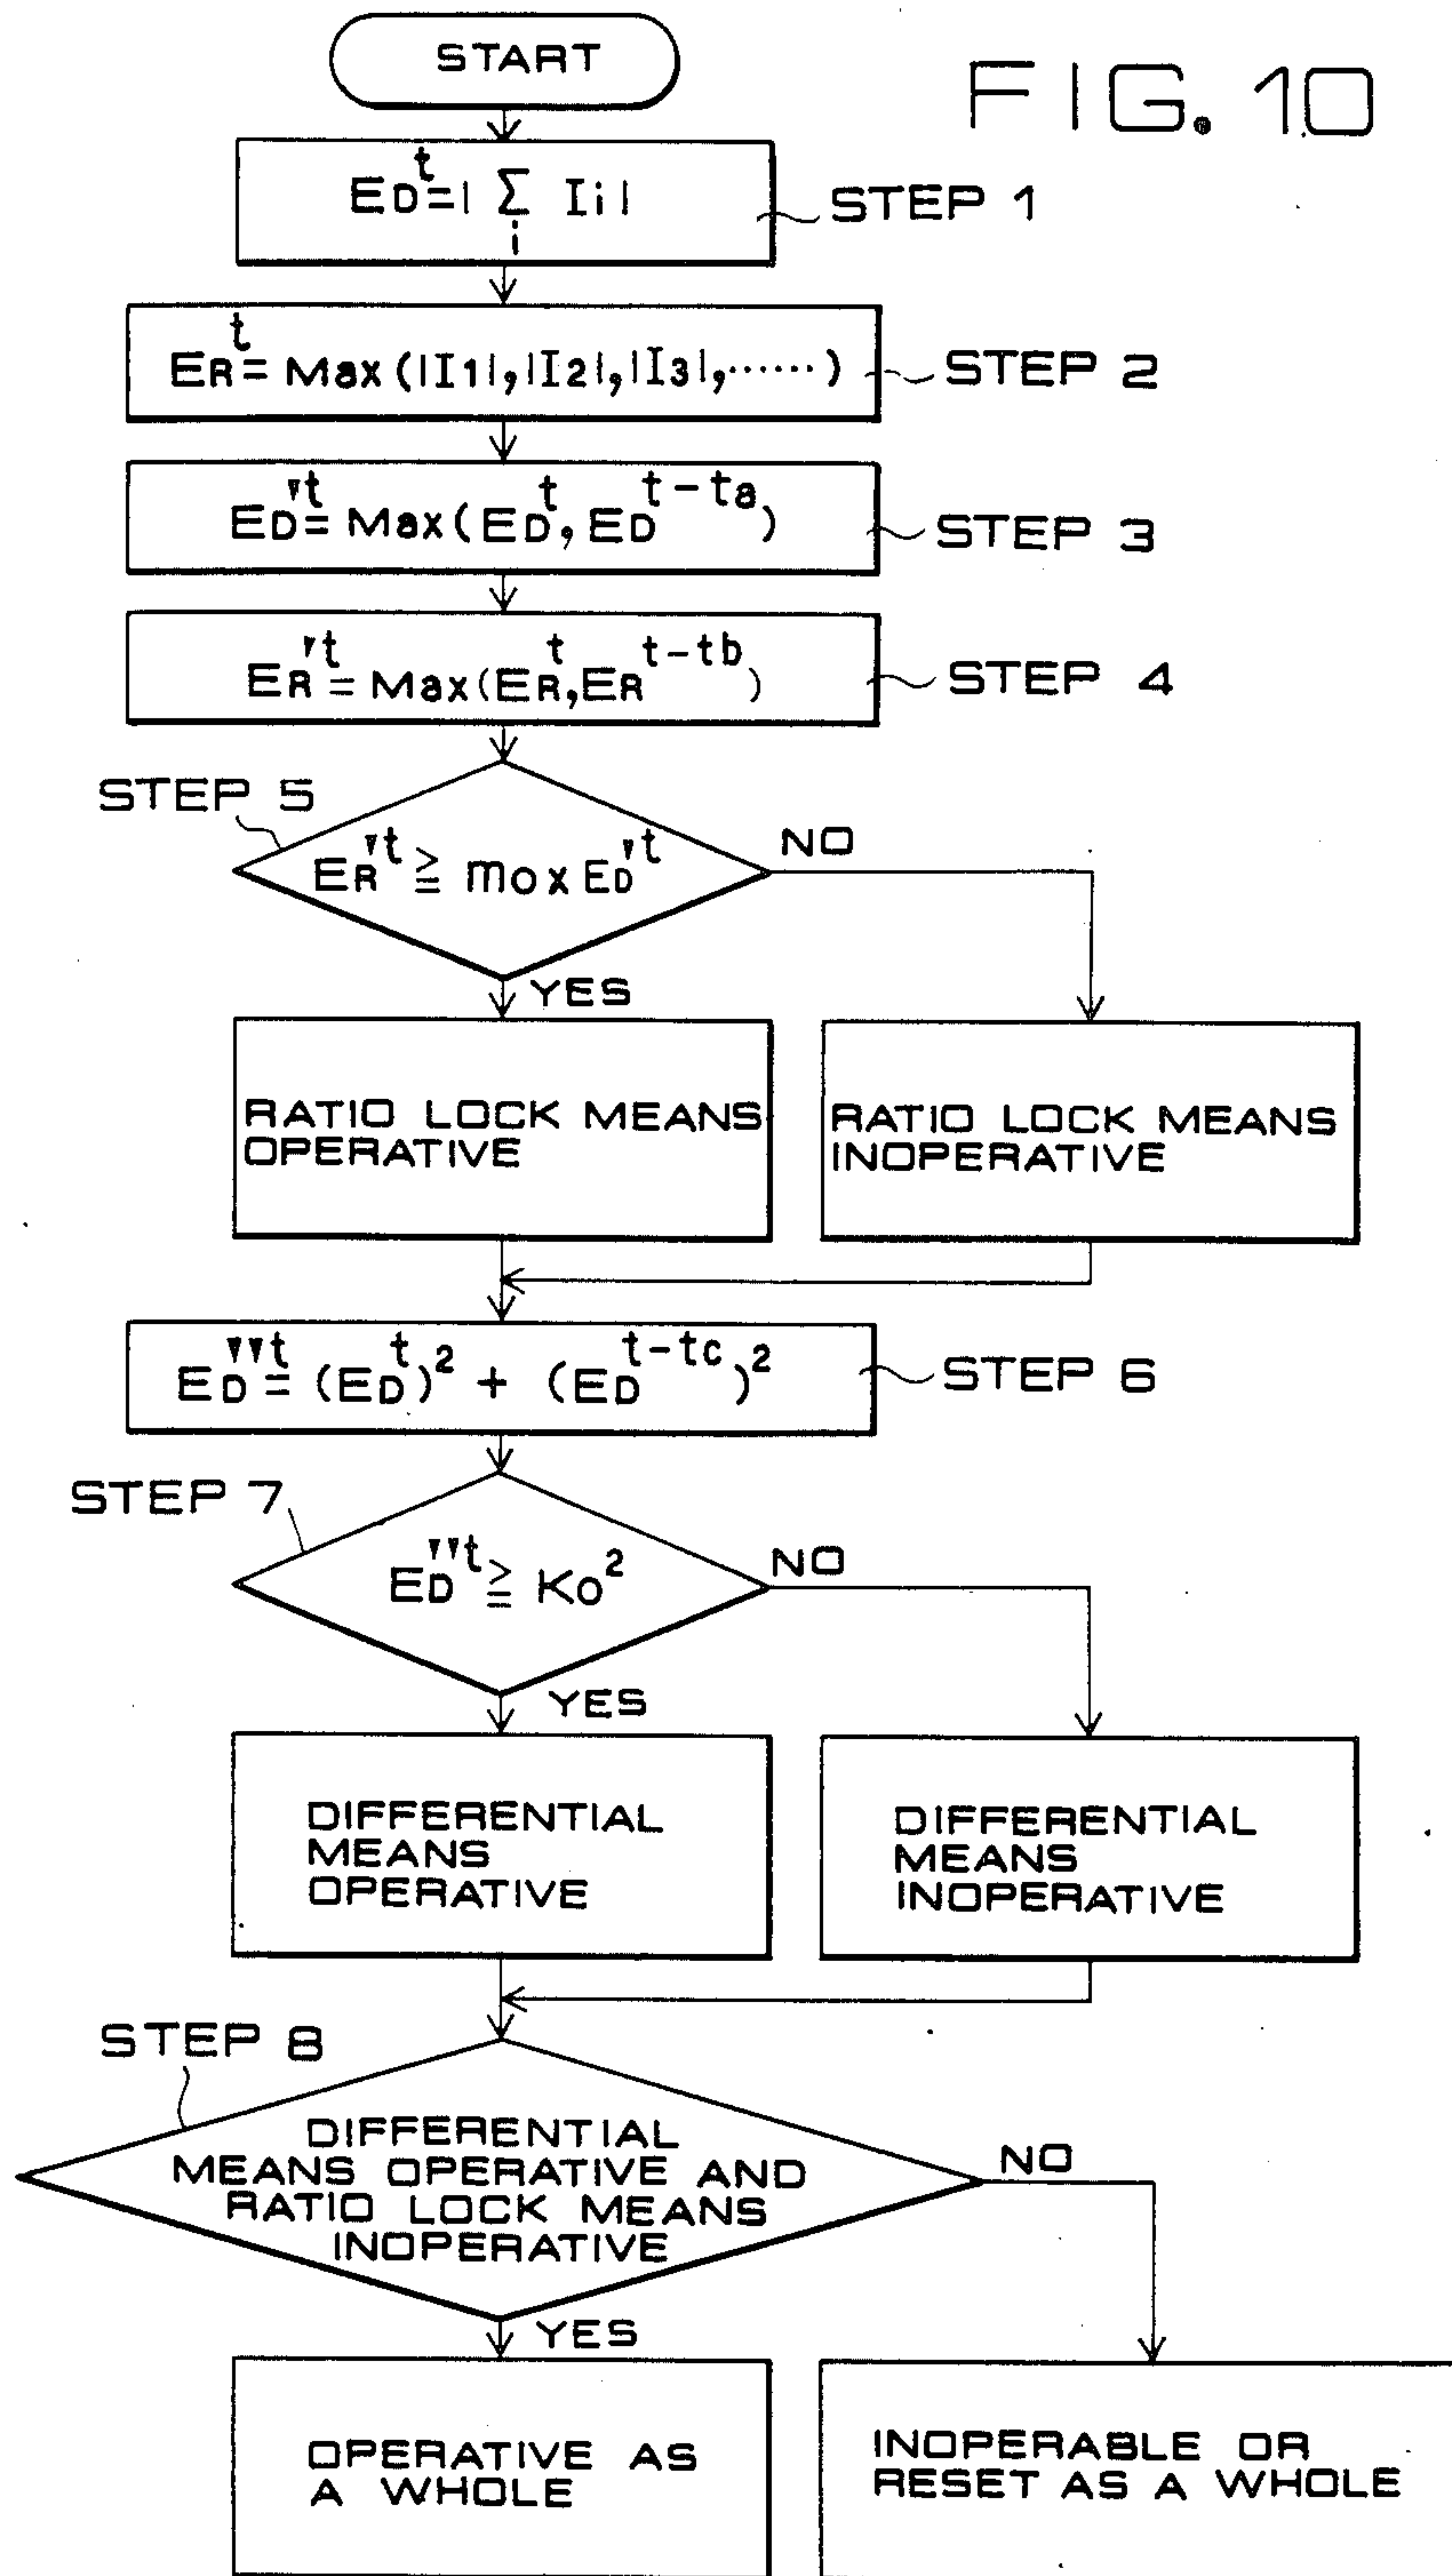 START
FIG. 10
ED^t = | Σ_i Ii |
STEP 1
ER^t = Max (|I1|, |I2|, |I3|, ······)
STEP 2
ED^'t = Max (ED^t, ED^t-ta)
STEP 3
ER^'t = Max (ER^t, ER^t-tb)
STEP 4
STEP 5
ER^'t ≧ mo x ED^'t
NO
YES
RATIO LOCK MEANS
OPERATIVE
RATIO LOCK MEANS
INOPERATIVE
ED^''t = (ED^t)² + (ED^t-tc)²
STEP 6
STEP 7
ED^''t ≧ Ko²
NO
YES
DIFFERENTIAL
MEANS
OPERATIVE
DIFFERENTIAL
MEANS
INOPERATIVE
STEP 8
DIFFERENTIAL
MEANS OPERATIVE AND
RATIO LOCK MEANS
INOPERATIVE
NO
YES
OPERATIVE AS
A WHOLE
INOPERABLE OR
RESET AS A WHOLE